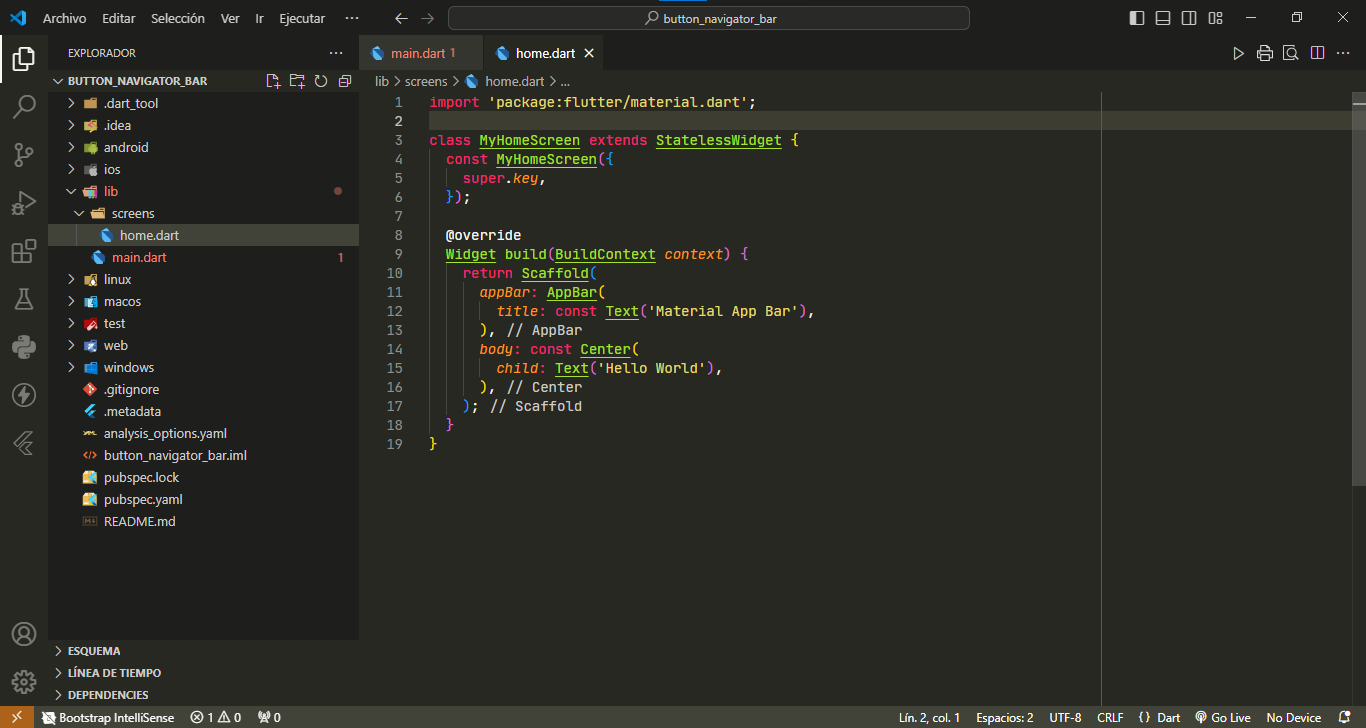 Archivo Editar Selección Ver Ir Ejecutar ··· button_navigator_bar
EXPLORADOR ···
main.dart 1 home.dart
BUTTON_NAVIGATOR_BAR
lib > screens > home.dart > ...
.dart_tool
.idea
android
ios
lib
screens
home.dart
main.dart 1
linux
macos
test
web
windows
.gitignore
.metadata
analysis_options.yaml
button_navigator_bar.iml
pubspec.lock
pubspec.yaml
README.md
ESQUEMA
LÍNEA DE TIEMPO
DEPENDENCIES
1 import 'package:flutter/material.dart';
2
3 class MyHomeScreen extends StatelessWidget {
4 const MyHomeScreen({
5 super.key,
6 });
7
8 @override
9 Widget build(BuildContext context) {
10 return Scaffold(
11 appBar: AppBar(
12 title: const Text('Material App Bar'),
13 ), // AppBar
14 body: const Center(
15 child: Text('Hello World'),
16 ), // Center
17 ); // Scaffold
18 }
19 }
Bootstrap IntelliSense 1 0 0 Lín. 2, col. 1 Espacios: 2 UTF-8 CRLF {} Dart Go Live No Device